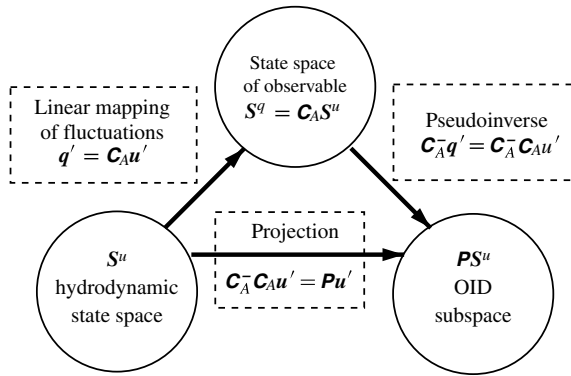 State space
of observable
S^q = C_A S^u
Linear mapping
of fluctuations
q′ = C_A u′
Pseudoinverse
C_A^− q′ = C_A^− C_A u′
Projection
C_A^− C_A u′ = Pu′
S^u
hydrodynamic
state space
PS^u
OID
subspace